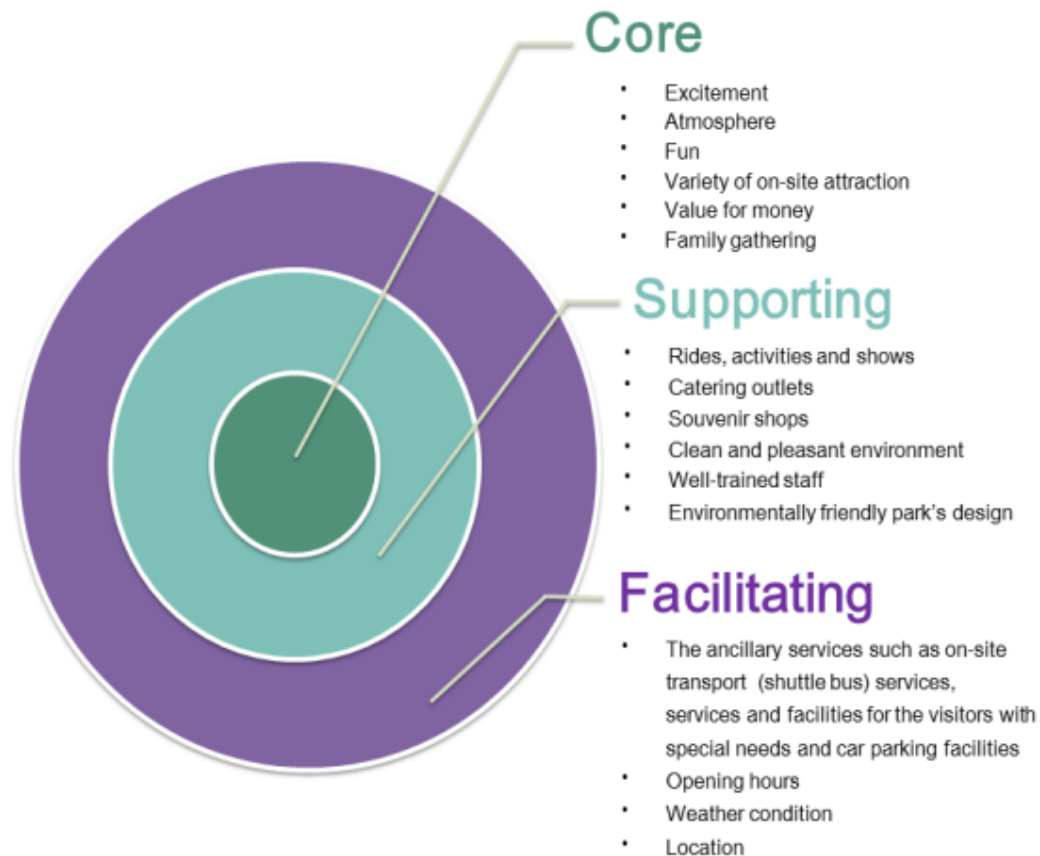 Core
· Excitement
· Atmosphere
· Fun
· Variety of on-site attraction
· Value for money
· Family gathering
Supporting
· Rides, activities and shows
· Catering outlets
· Souvenir shops
· Clean and pleasant environment
· Well-trained staff
· Environmentally friendly park's design
Facilitating
· The ancillary services such as on-site
transport (shuttle bus) services,
services and facilities for the visitors with
special needs and car parking facilities
· Opening hours
· Weather condition
· Location